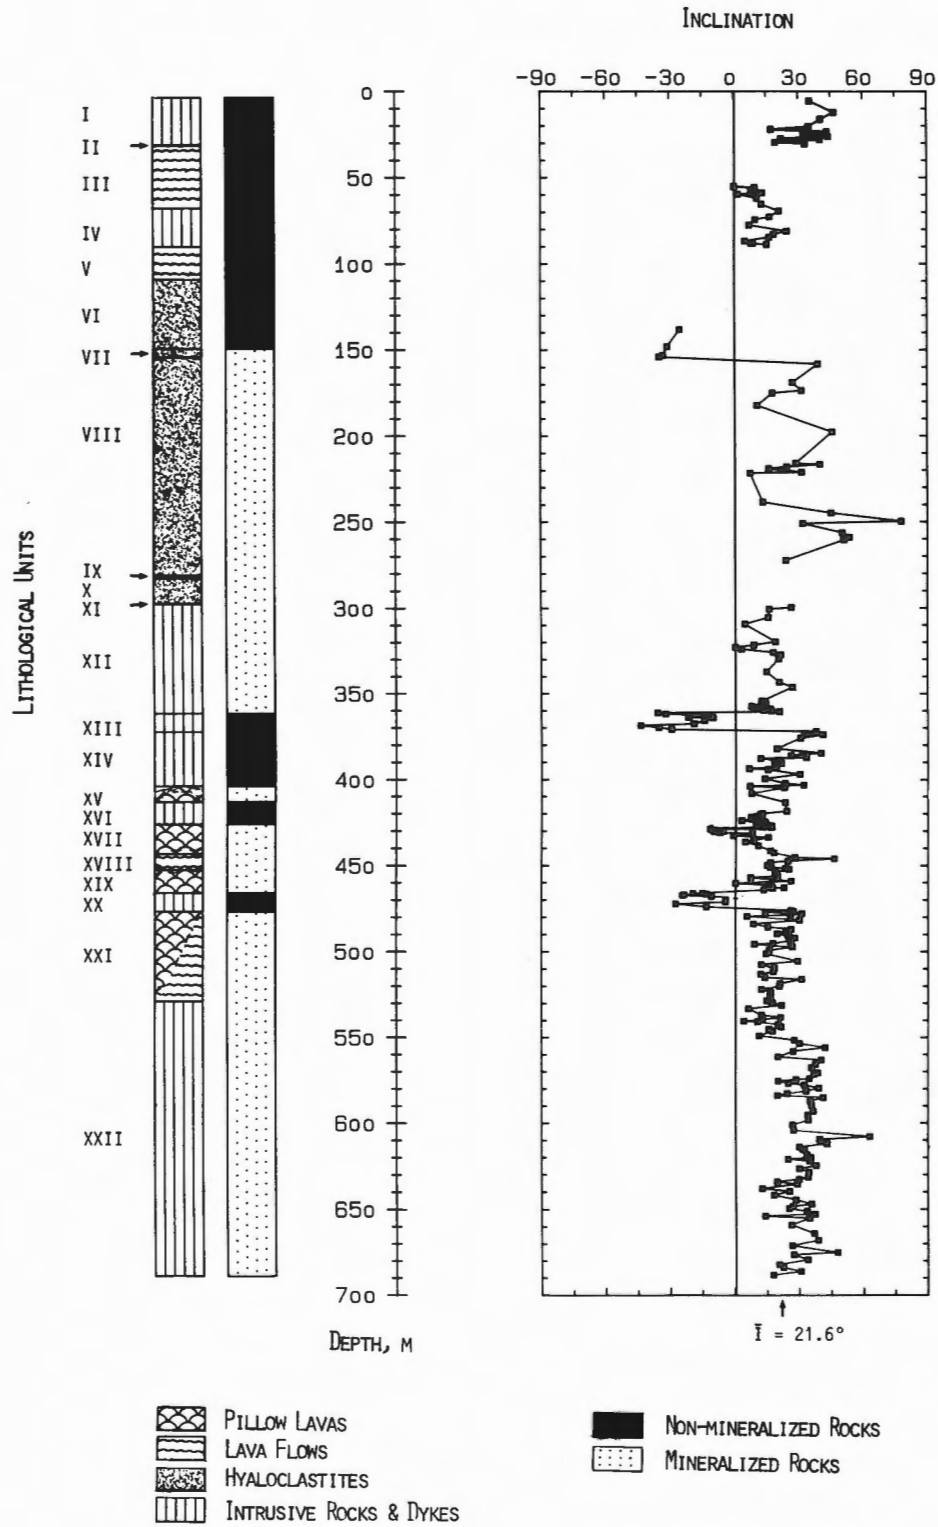 INCLINATION
-90 -60 -30 0 30 60 90
LITHOLOGICAL UNITS
I
II
III
IV
V
VI
VII
VIII
IX
X
XI
XII
XIII
XIV
XV
XVI
XVII
XVIII
XIX
XX
XXI
XXII
0
50
100
150
200
250
300
350
400
450
500
550
600
650
700
DEPTH, M
Ī = 21.6°
PILLOW LAVAS
LAVA FLOWS
HYALOCLASTITES
INTRUSIVE ROCKS & DYKES
NON-MINERALIZED ROCKS
MINERALIZED ROCKS